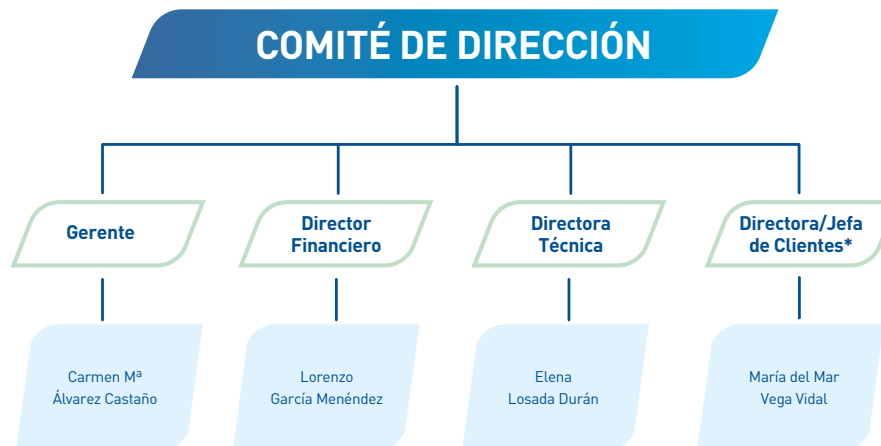 COMITÉ DE DIRECCIÓN
Gerente
Director
Financiero
Directora
Técnica
Directora/Jefa
de Clientes*
Carmen Mª
Álvarez Castaño
Lorenzo
García Menéndez
Elena
Losada Durán
María del Mar
Vega Vidal